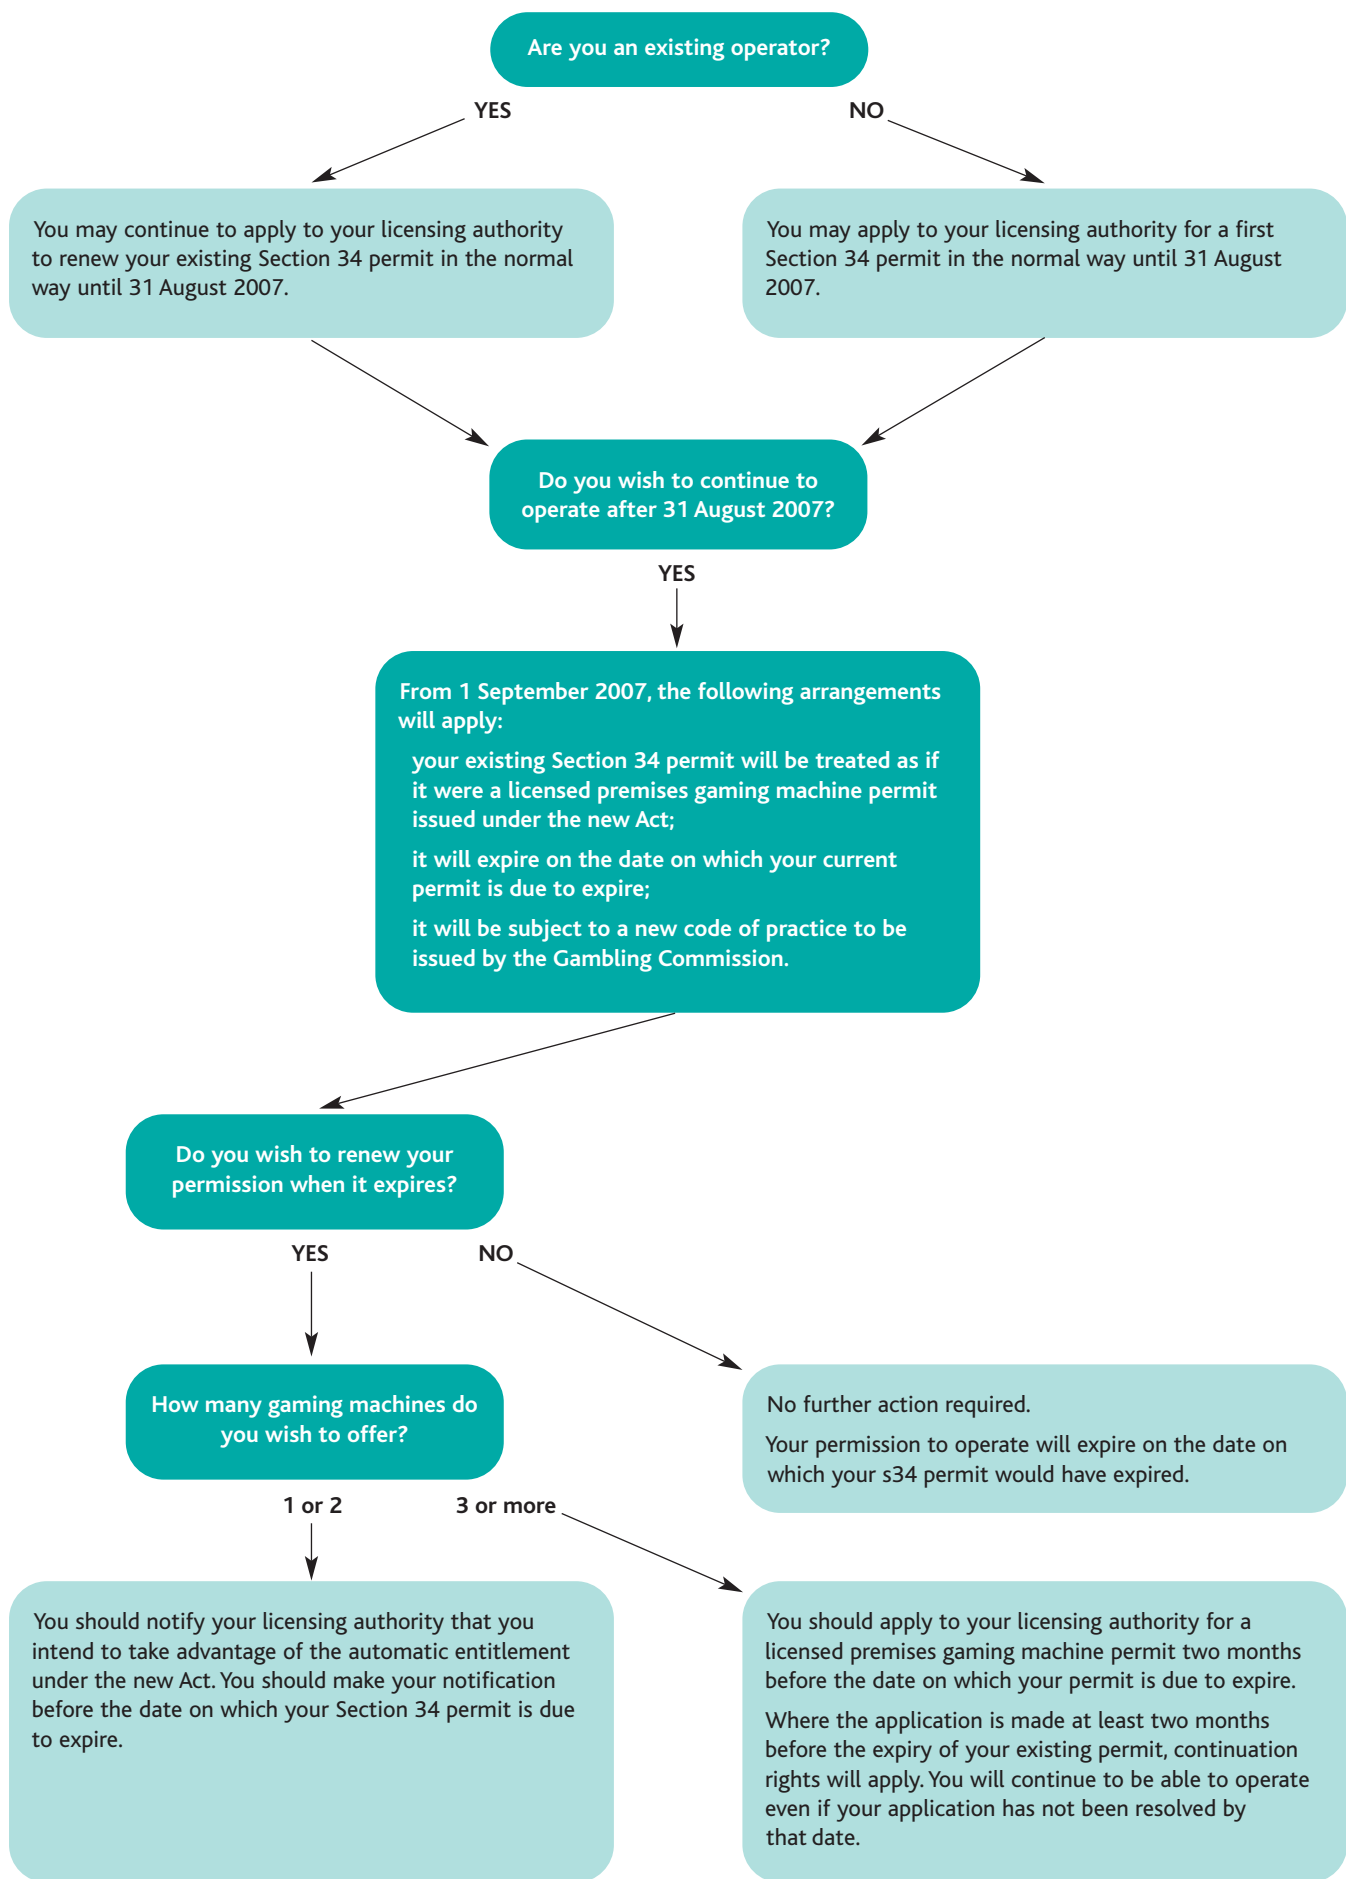 Are you an existing operator?
YES
NO
You may continue to apply to your licensing authority
to renew your existing Section 34 permit in the normal
way until 31 August 2007.
You may apply to your licensing authority for a first
Section 34 permit in the normal way until 31 August
2007.
Do you wish to continue to
operate after 31 August 2007?
YES
From 1 September 2007, the following arrangements
will apply:
your existing Section 34 permit will be treated as if
it were a licensed premises gaming machine permit
issued under the new Act;
it will expire on the date on which your current
permit is due to expire;
it will be subject to a new code of practice to be
issued by the Gambling Commission.
Do you wish to renew your
permission when it expires?
YES
NO
How many gaming machines do
you wish to offer?
No further action required.
Your permission to operate will expire on the date on
which your s34 permit would have expired.
1 or 2
3 or more
You should notify your licensing authority that you
intend to take advantage of the automatic entitlement
under the new Act. You should make your notification
before the date on which your Section 34 permit is due
to expire.
You should apply to your licensing authority for a
licensed premises gaming machine permit two months
before the date on which your permit is due to expire.
Where the application is made at least two months
before the expiry of your existing permit, continuation
rights will apply. You will continue to be able to operate
even if your application has not been resolved by
that date.